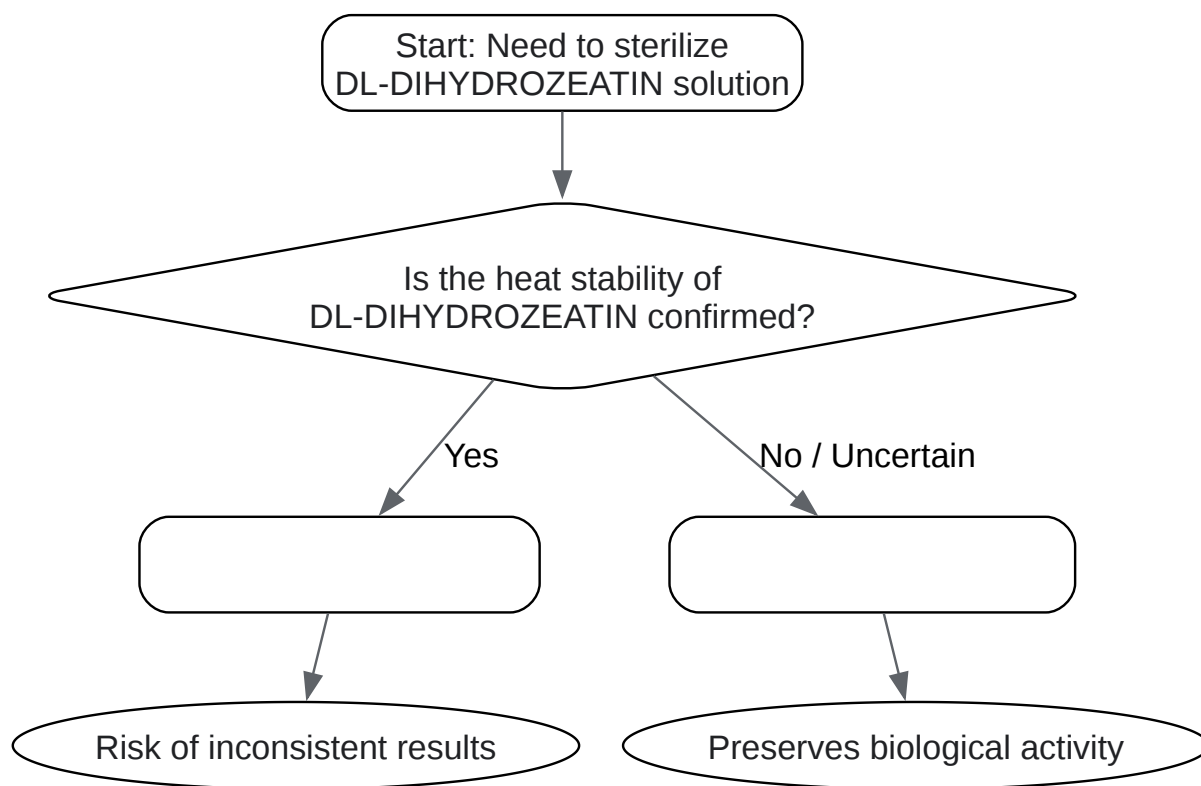 Start: Need to sterilize
DL-DIHYDROZEATIN solution
Is the heat stability of
DL-DIHYDROZEATIN confirmed?
Yes
No / Uncertain
Risk of inconsistent results
Preserves biological activity